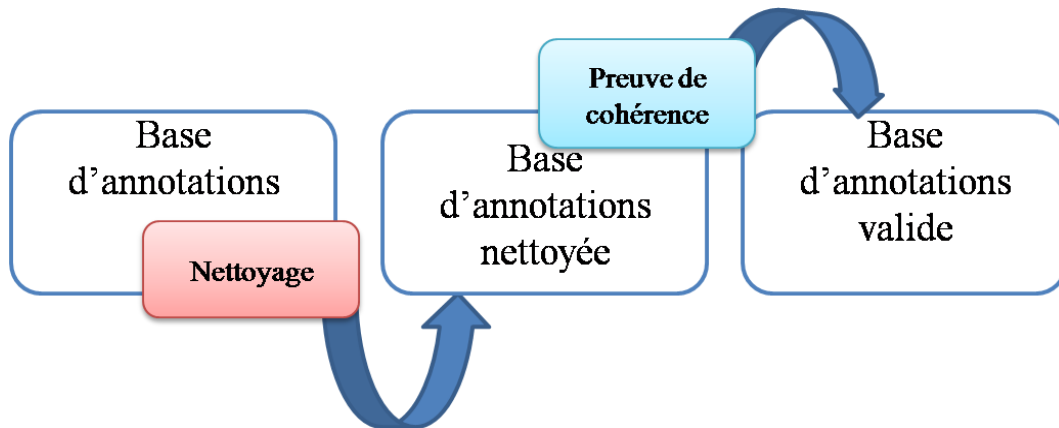 Base
d'annotations
Nettoyage
Preuve de
cohérence
Base
d'annotations
nettoyée
Base
d'annotations
valide